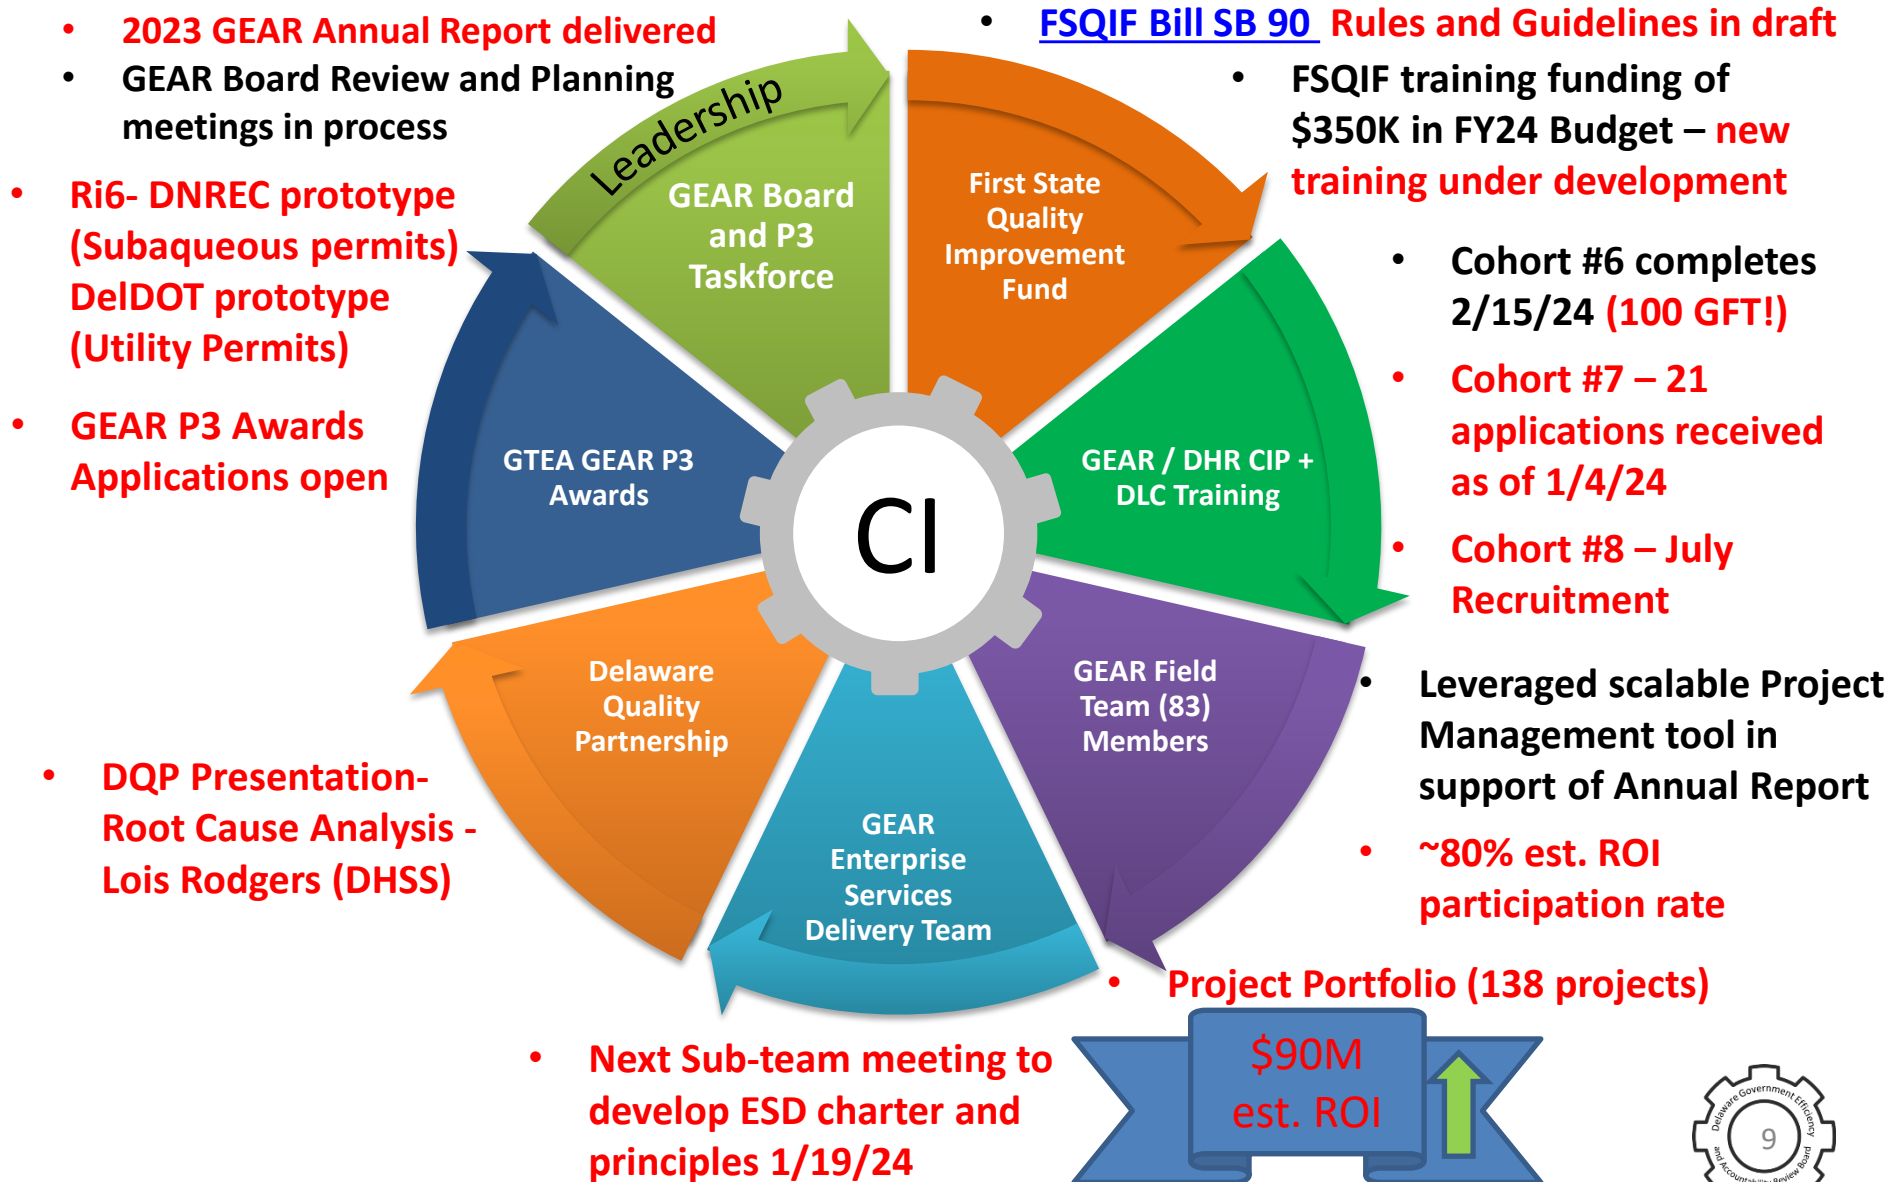 • 2023 GEAR Annual Report delivered
• GEAR Board Review and Planning
meetings in process
• Ri6- DNREC prototype
(Subaqueous permits)
DelDOT prototype
(Utility Permits)
• GEAR P3 Awards
Applications open
• DQP Presentation-
Root Cause Analysis -
Lois Rodgers (DHSS)
• Next Sub-team meeting to
develop ESD charter and
principles 1/19/24
Leadership
GEAR Board
and P3
Taskforce
First State
Quality
Improvement
Fund
GEAR / DHR CIP +
DLC Training
GEAR Field
Team (83)
Members
GEAR
Enterprise
Services
Delivery Team
Delaware
Quality
Partnership
GTEA GEAR P3
Awards
CI
• FSQIF Bill SB 90 Rules and Guidelines in draft
• FSQIF training funding of
$350K in FY24 Budget – new
training under development
• Cohort #6 completes
2/15/24 (100 GFT!)
• Cohort #7 – 21
applications received
as of 1/4/24
• Cohort #8 – July
Recruitment
• Leveraged scalable Project
Management tool in
support of Annual Report
• ~80% est. ROI
participation rate
• Project Portfolio (138 projects)
$90M
est. ROI
Delaware Government Efficiency
and Accountability Review Board
9